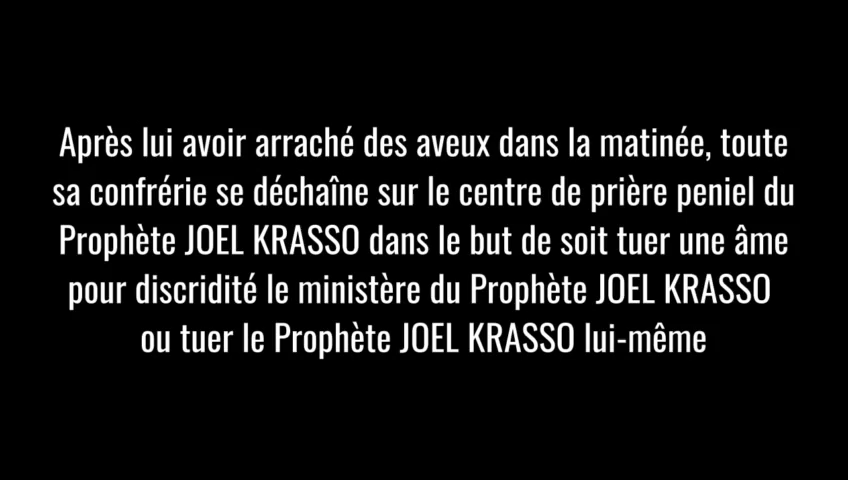 Après lui avoir arraché des aveux dans la matinée, toute
sa confrérie se déchaîne sur le centre de prière peniel du
Prophète JOEL KRASSO dans le but de soit tuer une âme
pour discridité le ministère du Prophète JOEL KRASSO
ou tuer le Prophète JOEL KRASSO lui-même